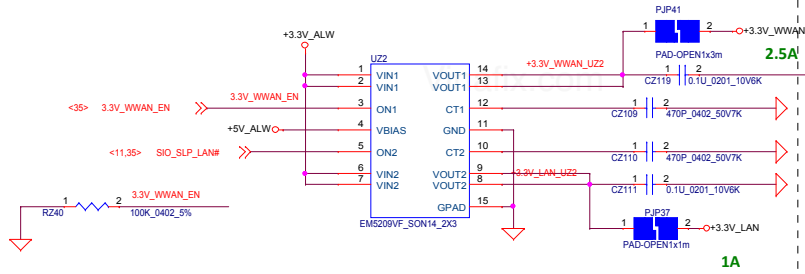 PJP41
1 2 +3.3V_WWAN
PAD-OPEN1x3m
2.5A
+3.3V_ALW
UZ2
+3.3V_WWAN_UZ2
1 VIN1 VOUT1 14
2 VIN1 VOUT1 13
1 2
CZ119 0.1U_0201_10V6K
3.3V_WWAN_EN
<35> 3.3V_WWAN_EN
3 ON1 CT1 12
1 2
CZ109 470P_0402_50V7K
+5V_ALW
4 VBIAS GND 11
<11,35> SIO_SLP_LAN#
5 ON2 CT2 10
1 2
CZ110 470P_0402_50V7K
6 VIN2 VOUT2 9
+3.3V_LAN_UZ2
7 VIN2 VOUT2 8
1 2
CZ111 0.1U_0201_10V6K
GPAD 15
EM5209VF_SON14_2X3
3.3V_WWAN_EN
1 2
RZ40 100K_0402_5%
PJP37
1 2 +3.3V_LAN
PAD-OPEN1x1m
1A